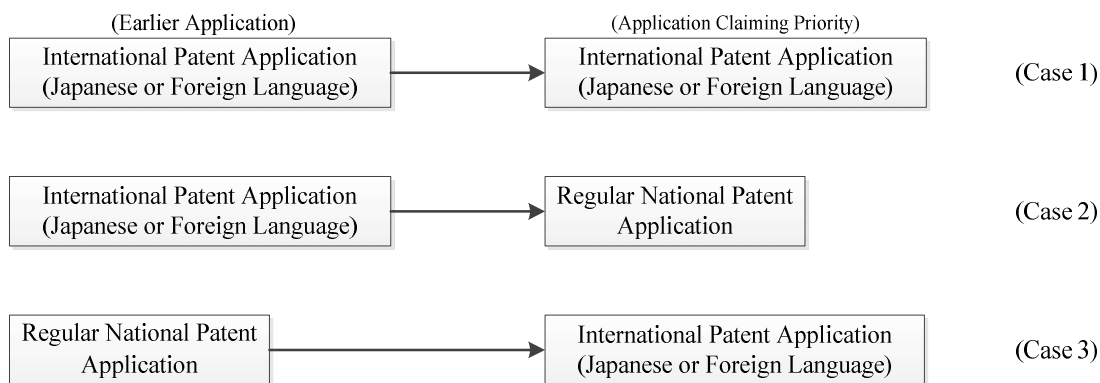 (Earlier Application)
(Application Claiming Priority)
International Patent Application
(Japanese or Foreign Language)
International Patent Application
(Japanese or Foreign Language)
(Case 1)
International Patent Application
(Japanese or Foreign Language)
Regular National Patent
Application
(Case 2)
Regular National Patent
Application
International Patent Application
(Japanese or Foreign Language)
(Case 3)